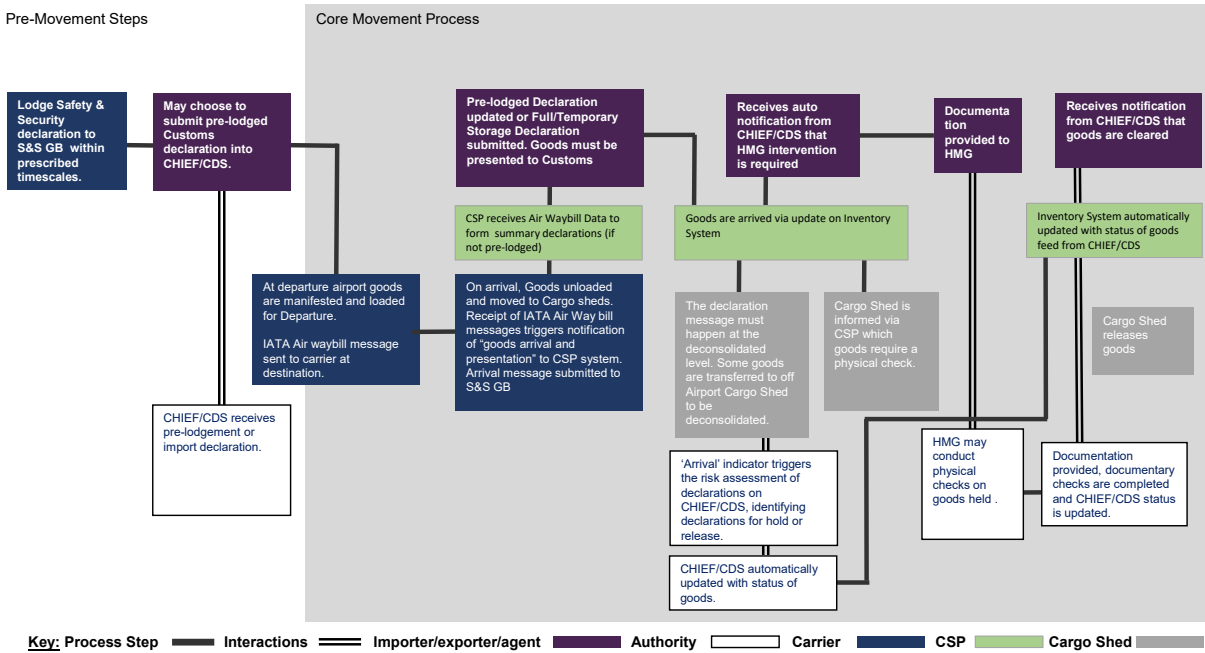 Pre-Movement Steps
Core Movement Process
Lodge Safety &
Security
declaration to
S&S GB within
prescribed
timescales.
May choose to
submit pre-lodged
Customs
declaration into
CHIEF/CDS.
Pre-lodged Declaration
updated or Full/Temporary
Storage Declaration
submitted. Goods must be
presented to Customs
Receives auto
notification from
CHIEF/CDS that
HMG intervention
is required
Documenta
tion
provided to
HMG
Receives notification
from CHIEF/CDS that
goods are cleared
CSP receives Air Waybill Data to
form summary declarations (if
not pre-lodged)
Goods are arrived via update on Inventory
System
Inventory System automatically
updated with status of goods
feed from CHIEF/CDS
At departure airport goods
are manifested and loaded
for Departure.
IATA Air waybill message
sent to carrier at
destination.
On arrival, Goods unloaded
and moved to Cargo sheds.
Receipt of IATA Air Way bill
messages triggers notification
of “goods arrival and
presentation” to CSP system.
Arrival message submitted to
S&S GB
The declaration
message must
happen at the
deconsolidated
level. Some goods
are transferred to off
Airport Cargo Shed
to be
deconsolidated.
Cargo Shed is
informed via
CSP which
goods require a
physical check.
Cargo Shed
releases
goods
CHIEF/CDS receives
pre-lodgement or
import declaration.
‘Arrival’ indicator triggers
the risk assessment of
declarations on
CHIEF/CDS, identifying
declarations for hold or
release.
HMG may
conduct
physical
checks on
goods held .
Documentation
provided, documentary
checks are completed
and CHIEF/CDS status
is updated.
CHIEF/CDS automatically
updated with status of
goods.
Key: Process Step Interactions Importer/exporter/agent Authority Carrier CSP Cargo Shed